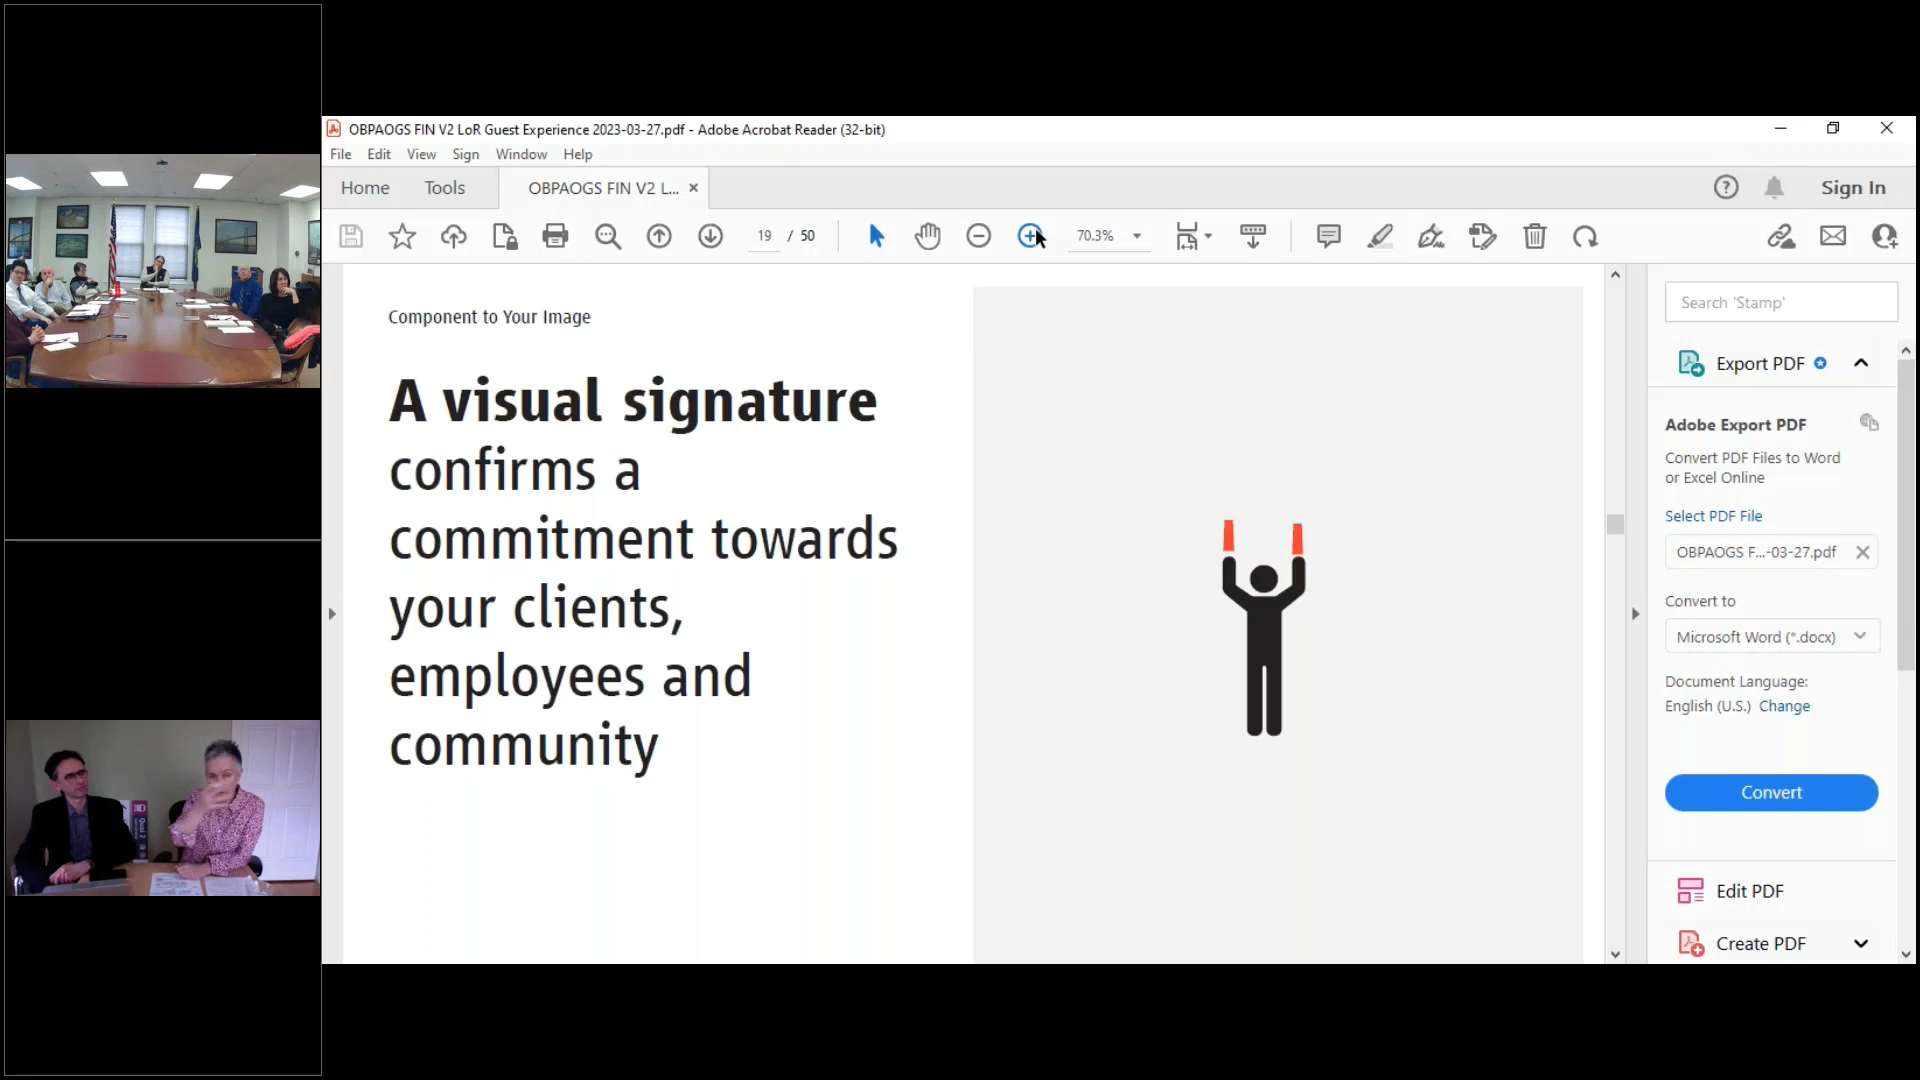 OBPAOGS FIN V2 LoR Guest Experience 2023-03-27.pdf - Adobe Acrobat Reader (32-bit)
File Edit View Sign Window Help
Home Tools OBPAOGS FIN V2 L... ×
Sign In
19 / 50
70.3%
Component to Your Image
A visual signature
confirms a
commitment towards
your clients,
employees and
community
Search 'Stamp'
Export PDF
Adobe Export PDF
Convert PDF Files to Word
or Excel Online
Select PDF File
OBPAOGS F...-03-27.pdf
Convert to
Microsoft Word (*.docx)
Document Language:
English (U.S.) Change
Convert
Edit PDF
Create PDF